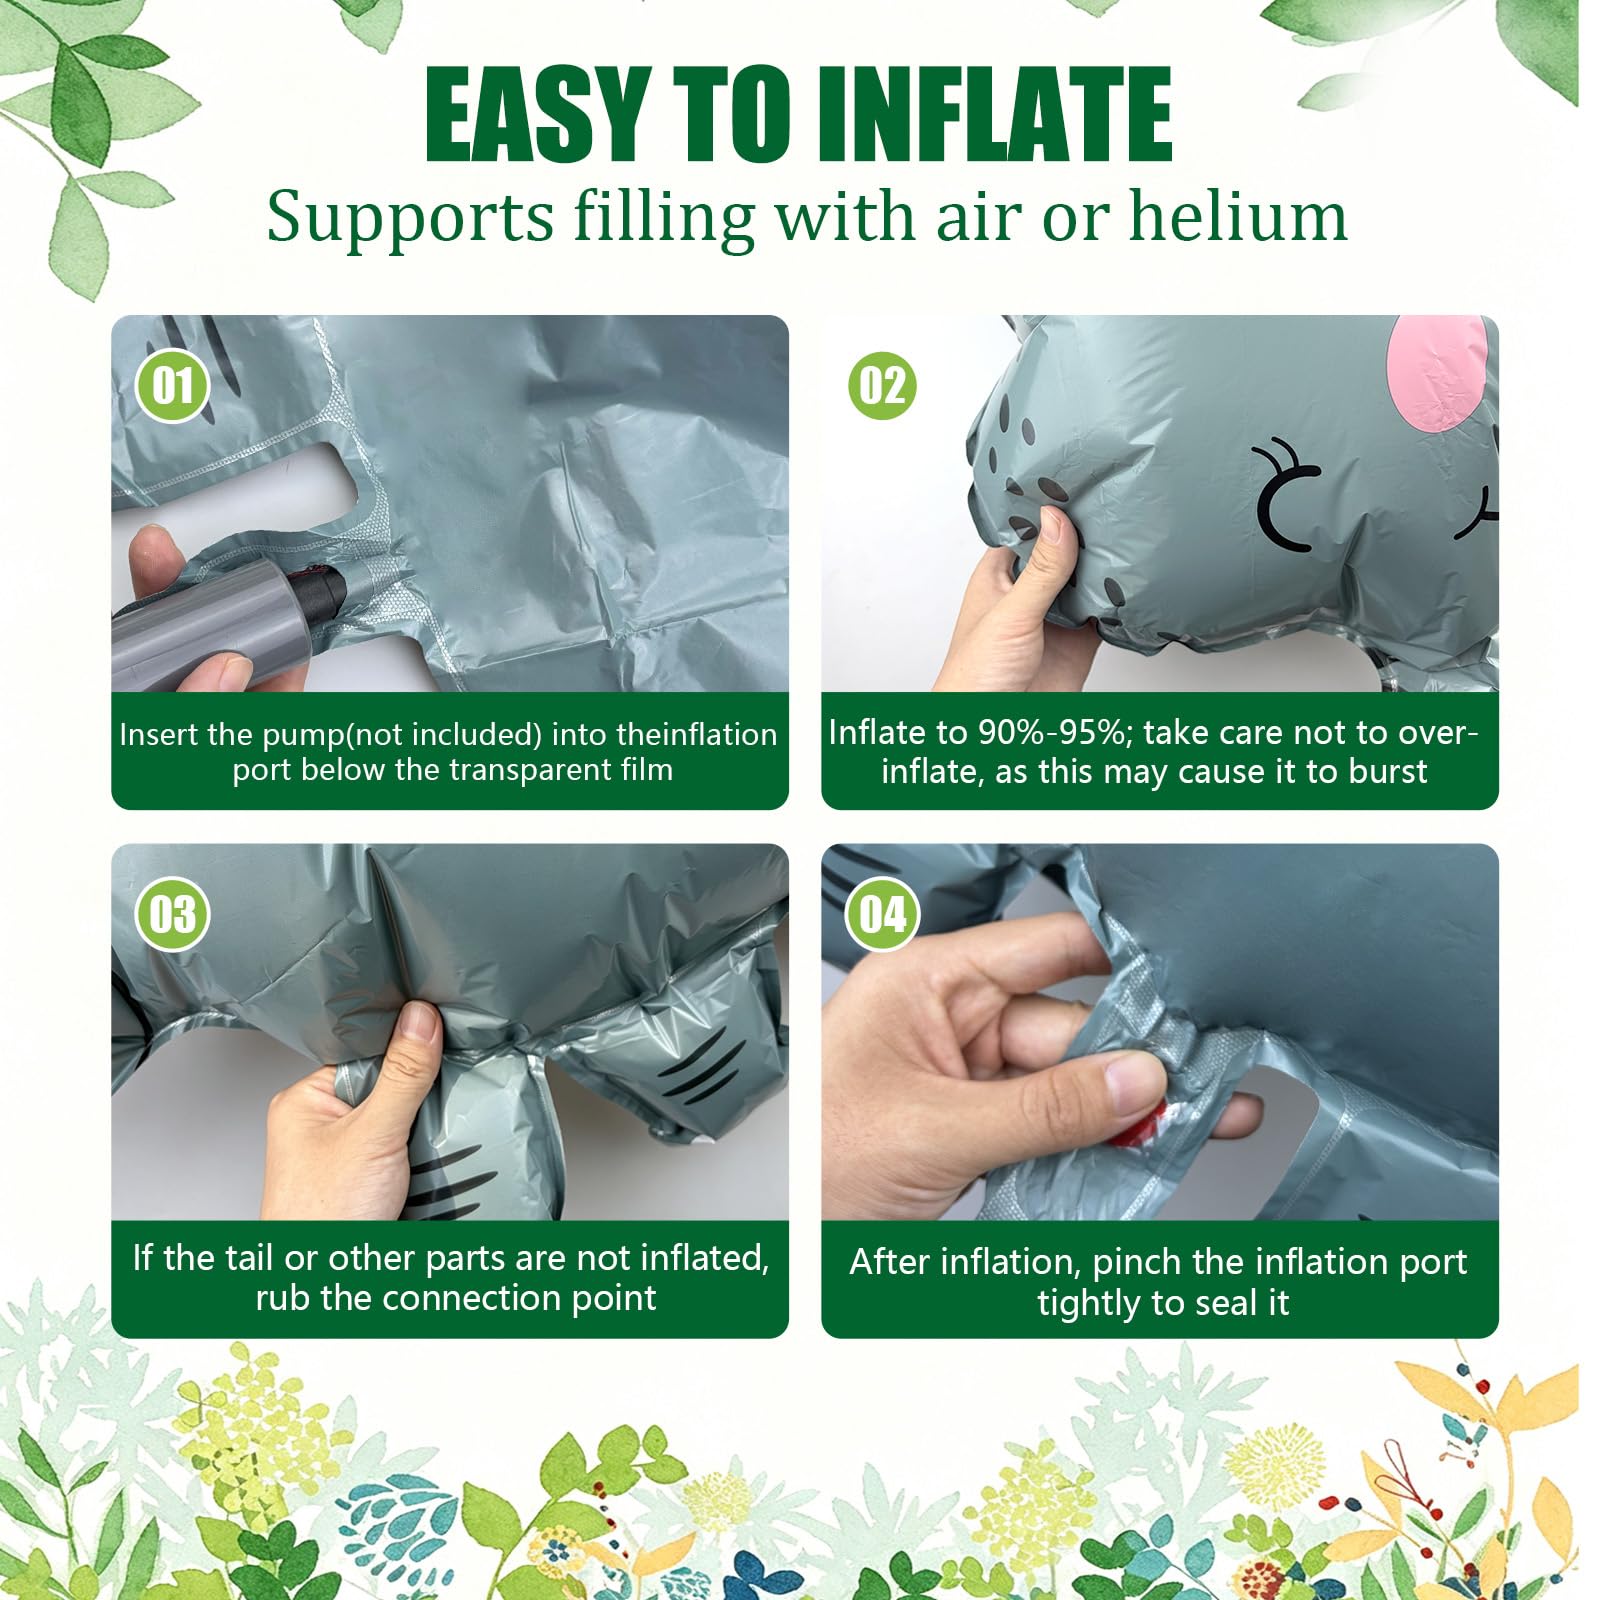 EASY TO INFLATE
Supports filling with air or helium
01
Insert the pump(not included) into theinflation
port below the transparent film
02
Inflate to 90%-95%; take care not to over-
inflate, as this may cause it to burst
03
If the tail or other parts are not inflated,
rub the connection point
04
After inflation, pinch the inflation port
tightly to seal it